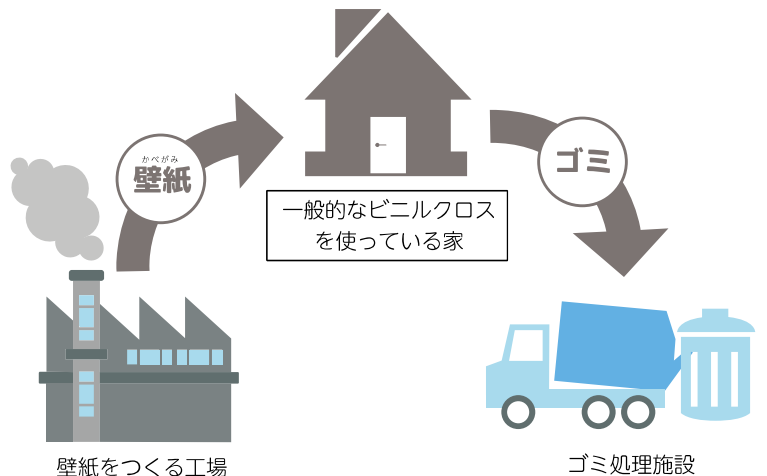 かべがみ
壁紙
ゴミ
一般的なビニルクロス
を使っている家
壁紙をつくる工場
ゴミ処理施設